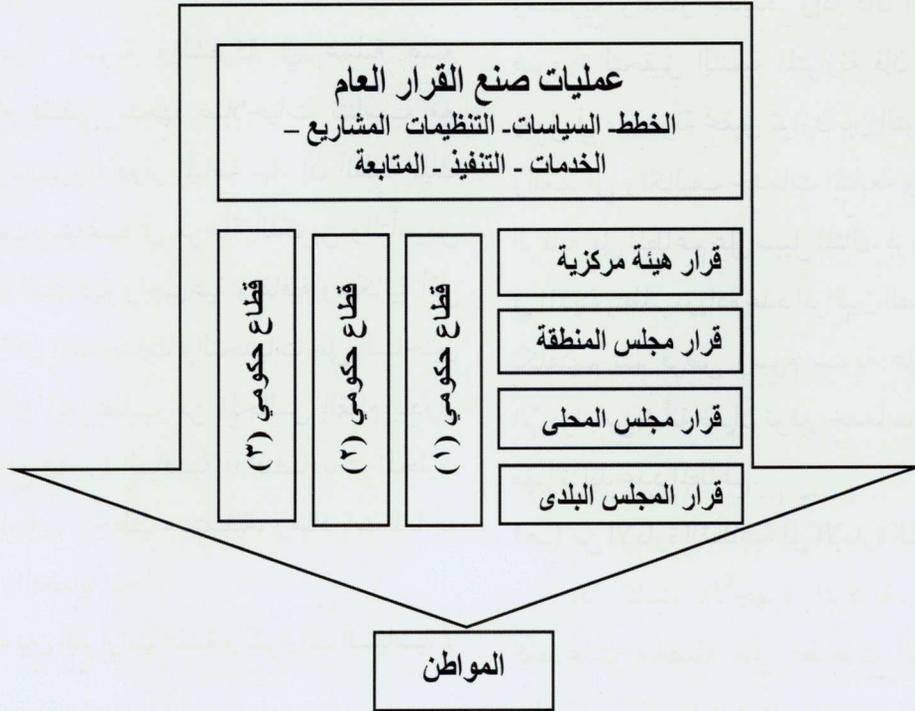 عمليات صنع القرار العام
الخطط- السياسات- التنظيمات المشاريع –
الخدمات - التنفيذ- المتابعة
قرار هيئة مركزية
قرار مجلس المنطقة
قرار مجلس المحلى
قرار المجلس البلدى
قطاع حكومي (١)
قطاع حكومي (٢)
قطاع حكومي (٣)
المواطن